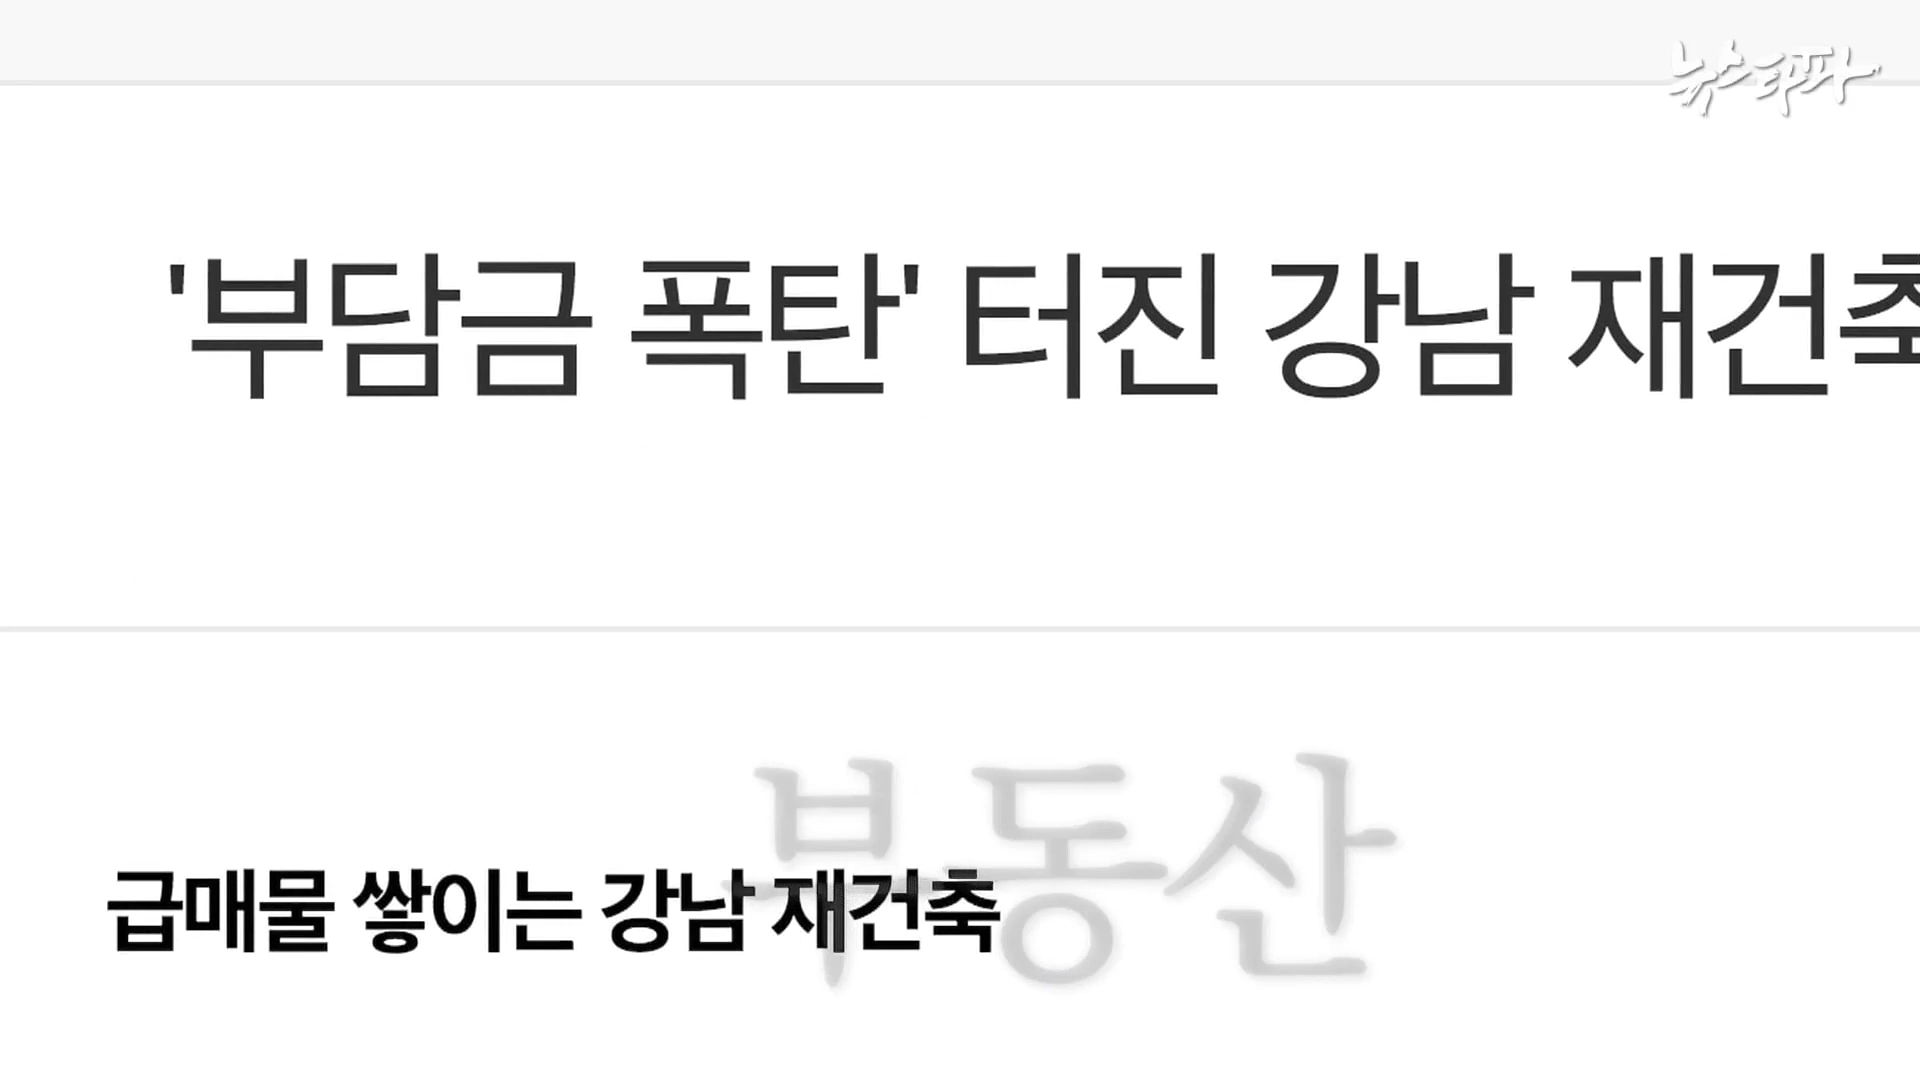 뉴스타파
'부담금 폭탄' 터진 강남 재건축
부동산
급매물 쌓이는 강남 재건축